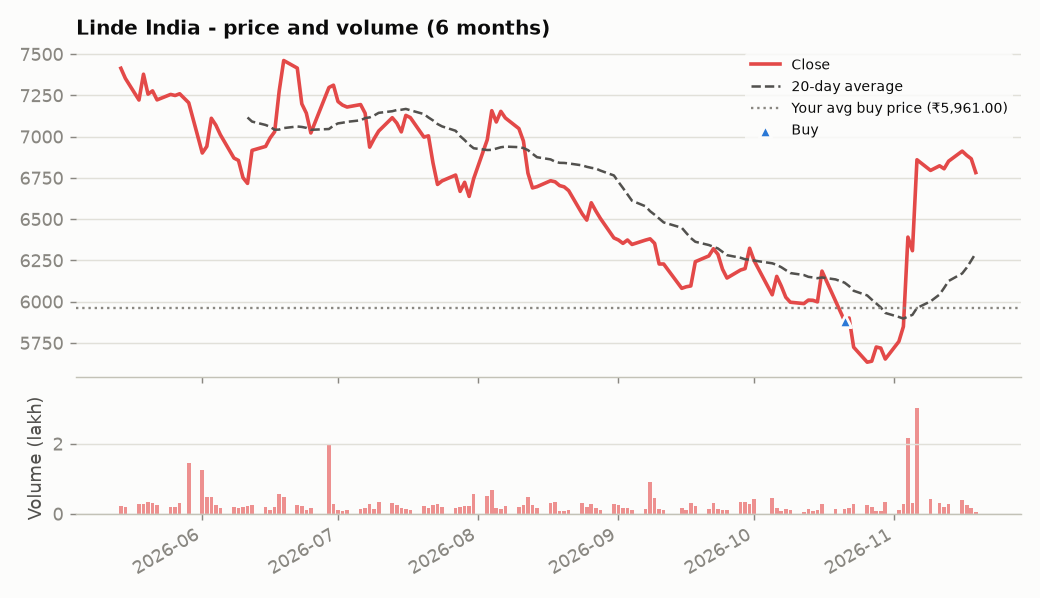 Linde India - price and volume (6 months)
Close
20-day average
Your avg buy price (₹5,961.00)
Buy
7500
7250
7000
6750
6500
6250
6000
5750
Volume (lakh)
2
0
2026-06
2026-07
2026-08
2026-09
2026-10
2026-11